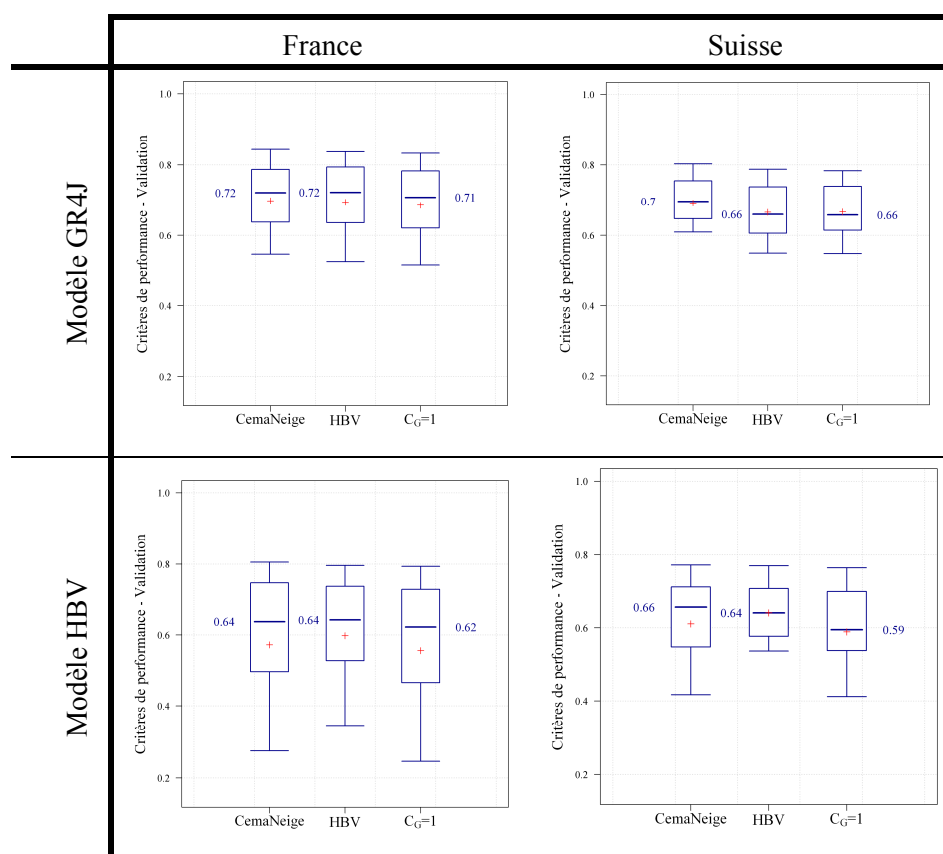 France
Suisse
Modèle GR4J
Critères de performance - Validation
1.0
0.8
0.6
0.4
0.2
0.72
0.72
0.71
CemaNeige
HBV
C_G=1
Critères de performance - Validation
1.0
0.8
0.6
0.4
0.2
0.7
0.66
0.66
CemaNeige
HBV
C_G=1
Modèle HBV
Critères de performance - Validation
1.0
0.8
0.6
0.4
0.2
0.64
0.64
0.62
CemaNeige
HBV
C_G=1
Critères de performance - Validation
1.0
0.8
0.6
0.4
0.2
0.66
0.64
0.59
CemaNeige
HBV
C_G=1